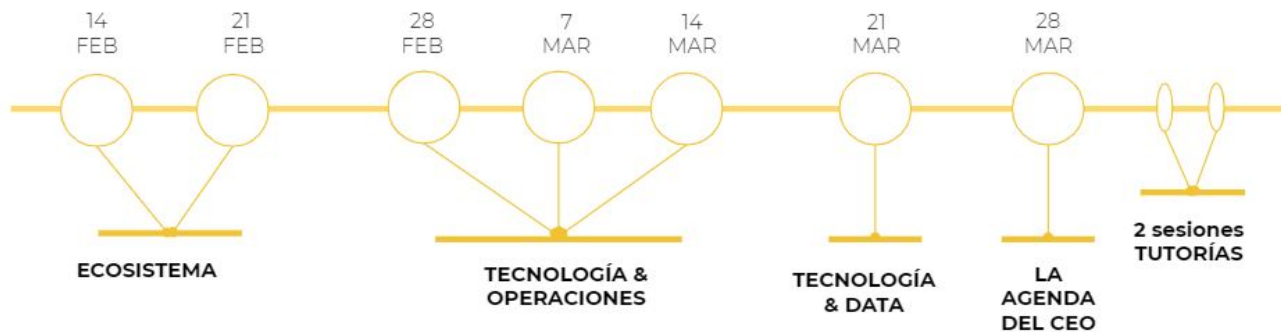 14
FEB
21
FEB
28
FEB
7
MAR
14
MAR
21
MAR
28
MAR
ECOSISTEMA
TECNOLOGÍA &
OPERACIONES
TECNOLOGÍA
& DATA
LA
AGENDA
DEL CEO
2 sesiones
TUTORÍAS